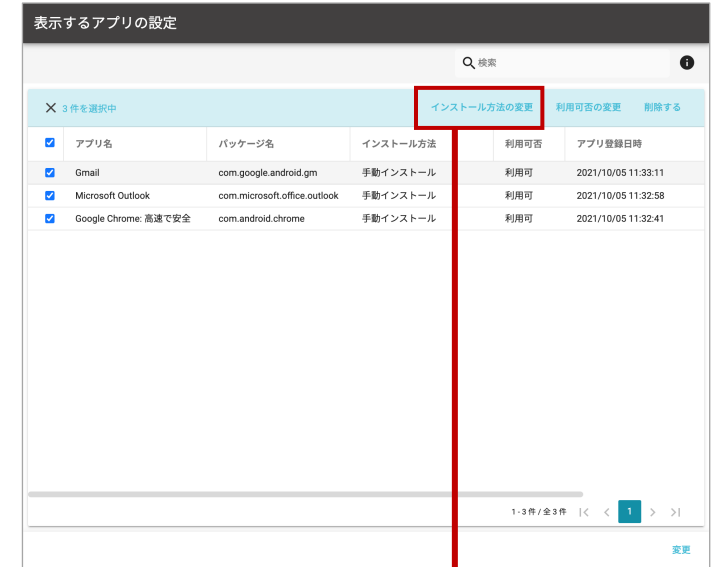 表示するアプリの設定
検索
3 件を選択中 インストール方法の変更 利用可否の変更 削除する
アプリ名 パッケージ名 インストール方法 利用可否 アプリ登録日時
Gmail com.google.android.gm 手動インストール 利用可 2021/10/05 11:33:11
Microsoft Outlook com.microsoft.office.outlook 手動インストール 利用可 2021/10/05 11:32:58
Google Chrome: 高速で安全 com.android.chrome 手動インストール 利用可 2021/10/05 11:32:41
1 - 3 件 / 全 3 件 |< < 1 > >|
変更